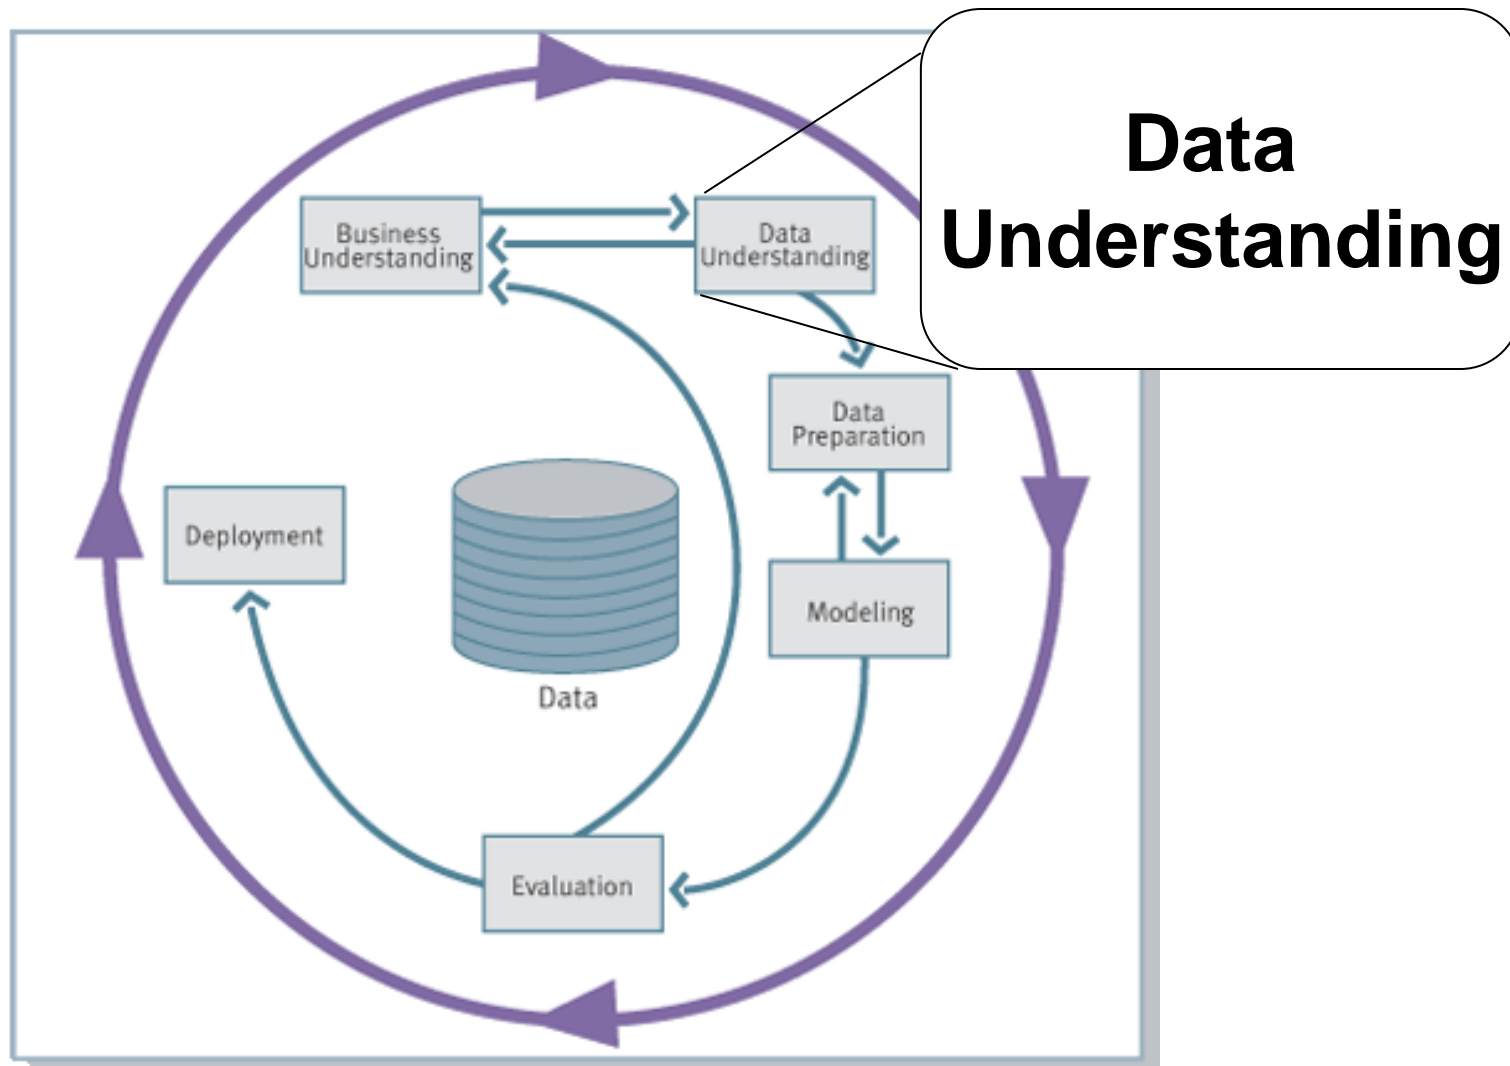 Data
Understanding
Business
Understanding
Data
Understanding
Data
Preparation
Deployment
Modeling
Data
Evaluation